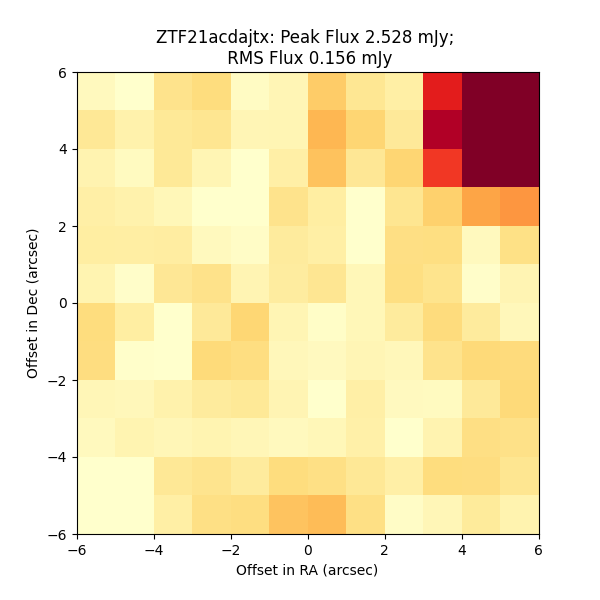 ZTF21acdajtx: Peak Flux 2.528 mJy;
RMS Flux 0.156 mJy
6
4
2
0
−2
−4
−6
Offset in Dec (arcsec)
−6 −4 −2 0 2 4 6
Offset in RA (arcsec)